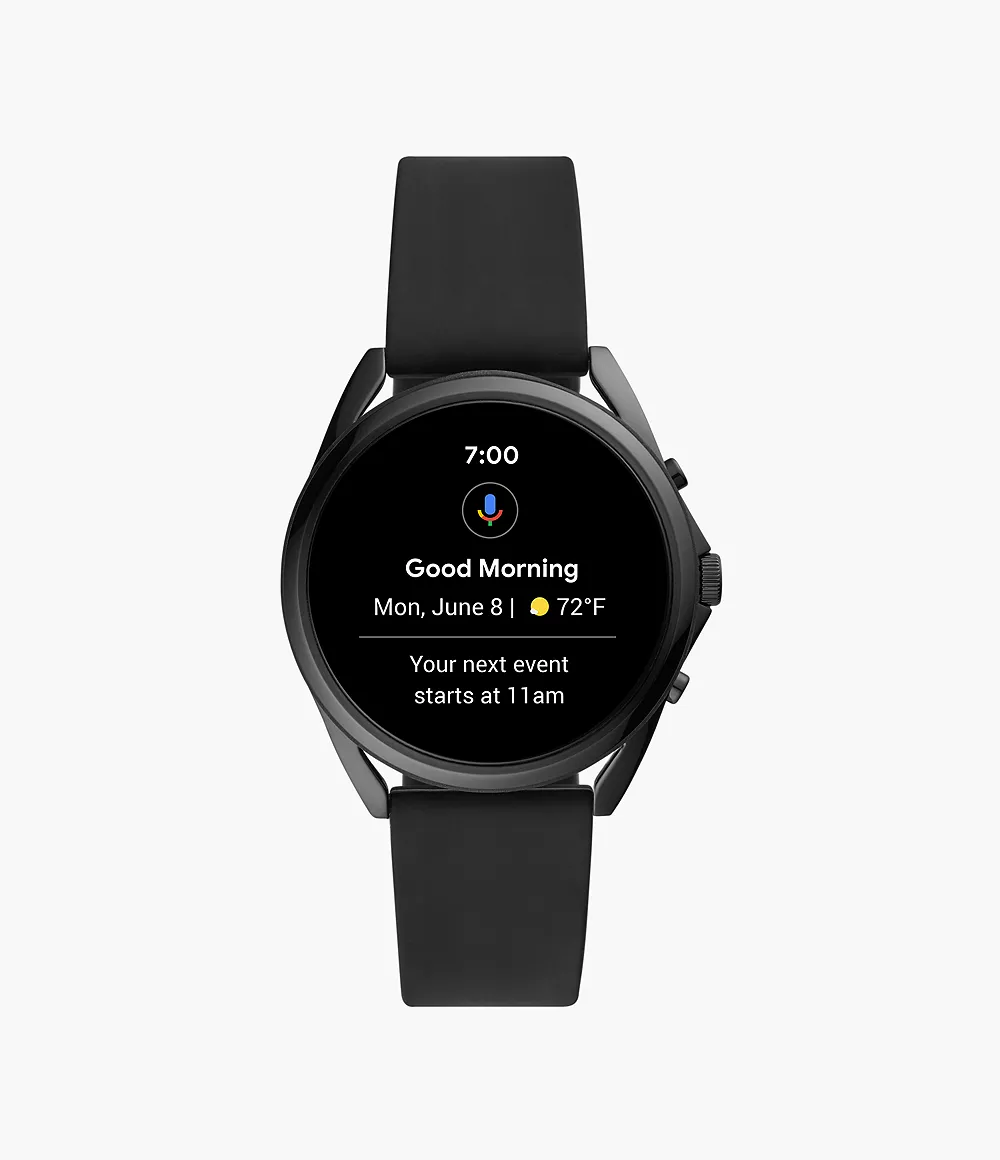 7:00
Good Morning
Mon, June 8 | 72°F
Your next event
starts at 11am